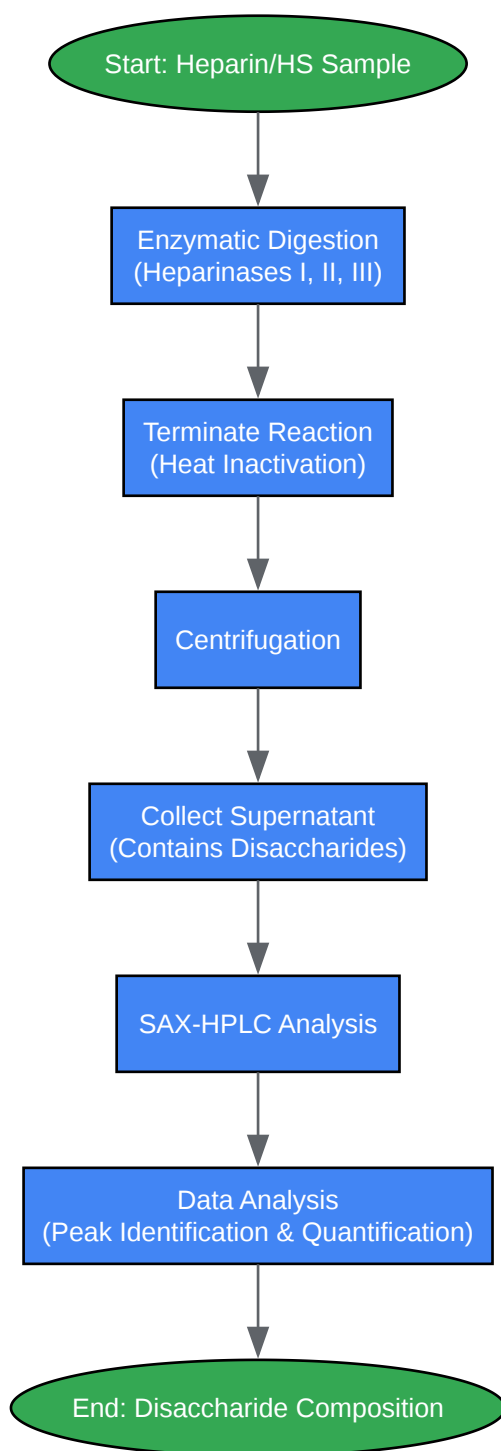 Start: Heparin/HS Sample
Enzymatic Digestion
(Heparinases I, II, III)
Terminate Reaction
(Heat Inactivation)
Centrifugation
Collect Supernatant
(Contains Disaccharides)
SAX-HPLC Analysis
Data Analysis
(Peak Identification & Quantification)
End: Disaccharide Composition